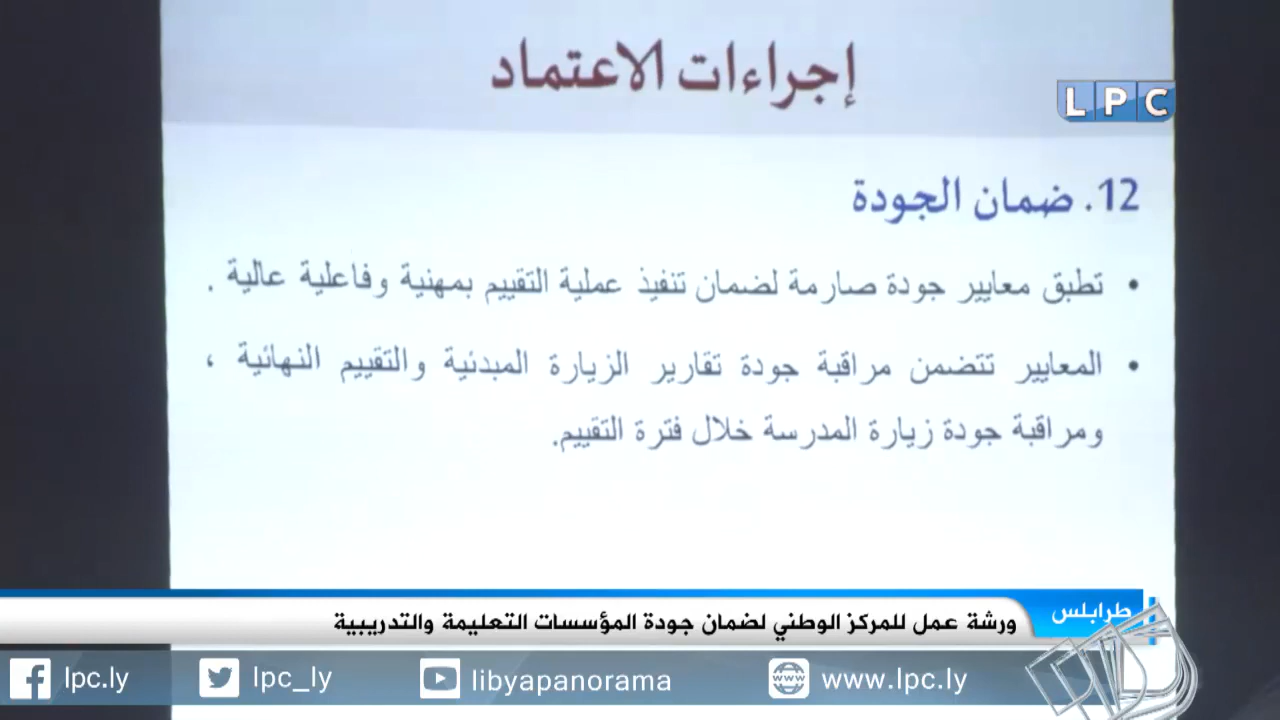 إجراءات الاعتماد
LPC
12. ضمان الجودة
• تطبق معايير جودة صارمة لضمان تنفيذ عملية التقييم بمهنية وفاعلية عالية .
• المعايير تتضمن مراقبة جودة تقارير الزيارة المبدئية والتقييم النهائية ،
ومراقبة جودة زيارة المدرسة خلال فترة التقييم.
طرابلس
ورشة عمل للمركز الوطني لضمان جودة المؤسسات التعليمة والتدريبية
lpc.ly
lpc_ly
libyapanorama
www.lpc.ly